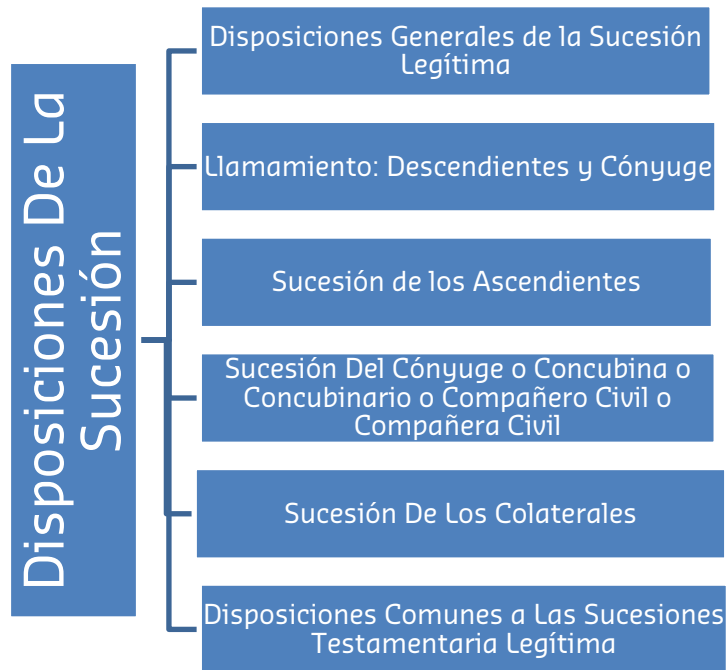 Disposiciones De La
Sucesión
Disposiciones Generales de la Sucesión
Legítima
Llamamiento: Descendientes y Cónyuge
Sucesión de los Ascendientes
Sucesión Del Cónyuge o Concubina o
Concubinario o Compañero Civil o
Compañera Civil
Sucesión De Los Colaterales
Disposiciones Comunes a Las Sucesiones
Testamentaria Legítima